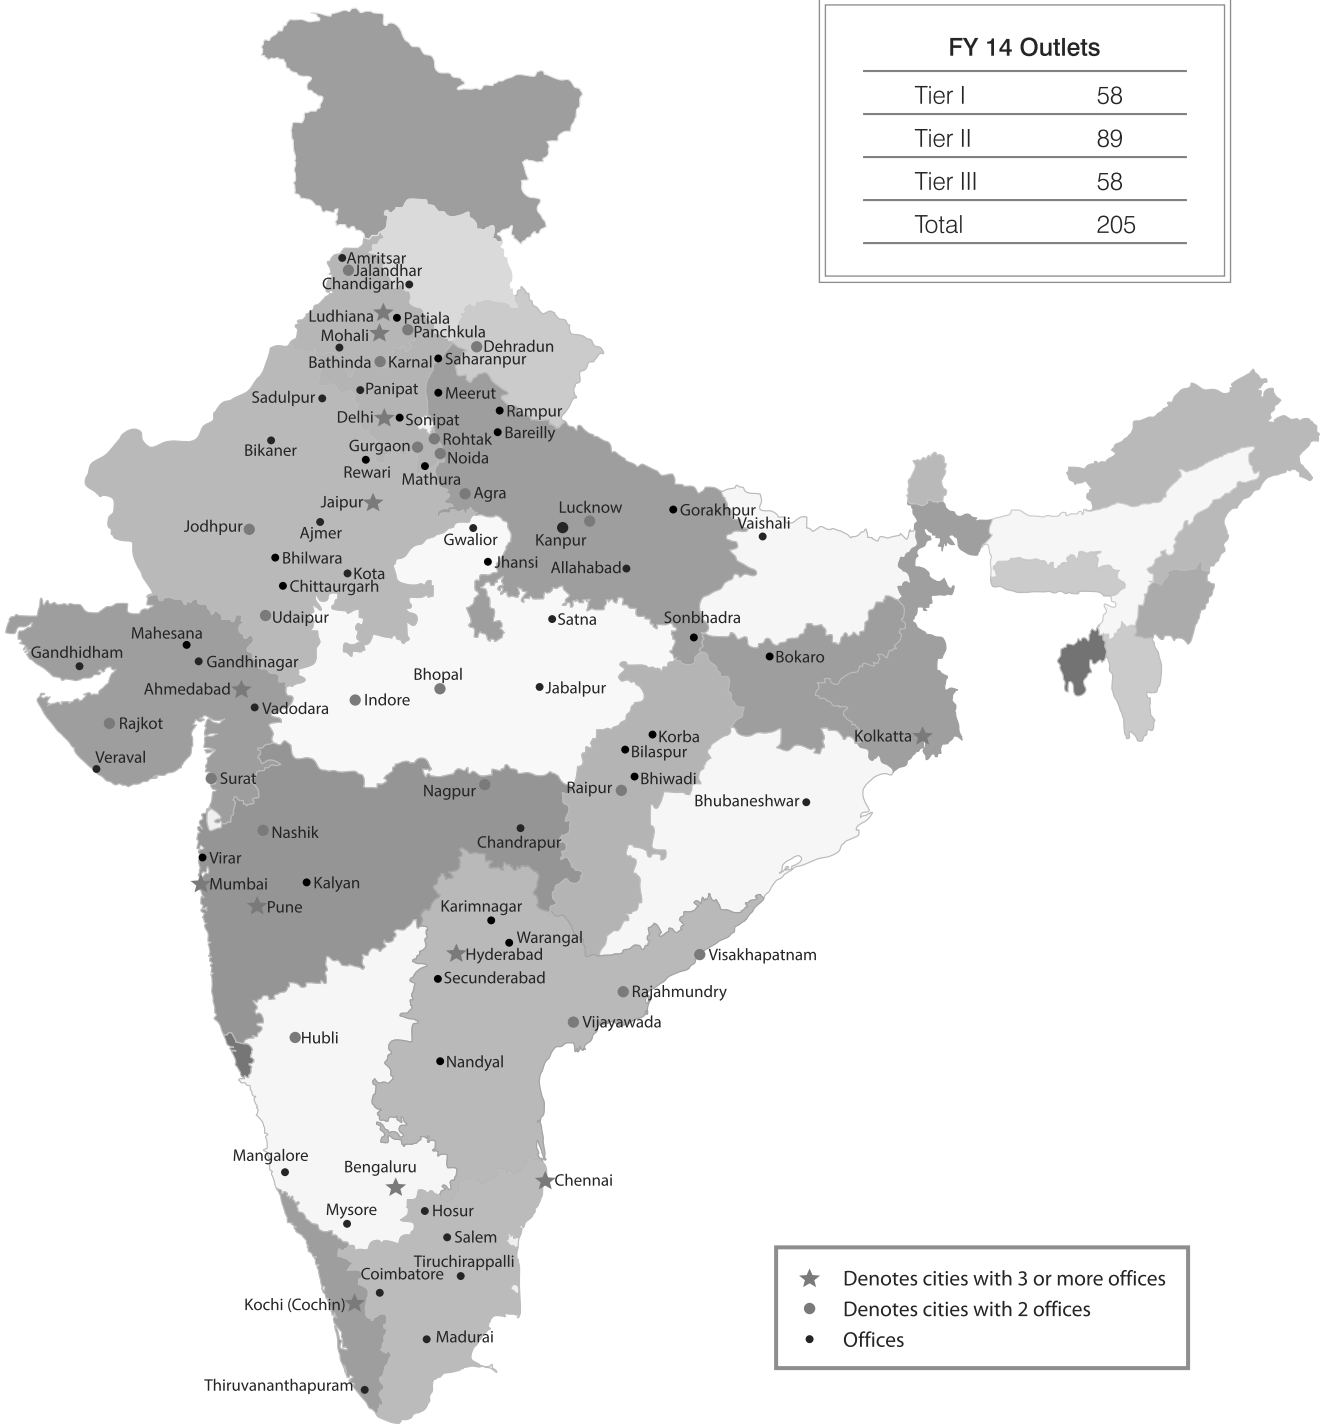 FY 14 Outlets
Tier I 58
Tier II 89
Tier III 58
Total 205
Amritsar
Jalandhar
Chandigarh
Ludhiana
Patiala
Mohali
Panchkula
Dehradun
Bathinda
Karnal
Saharanpur
Sadulpur
Panipat
Meerut
Delhi
Sonipat
Rampur
Bikaner
Gurgaon
Rohtak
Bareilly
Noida
Rewari
Mathura
Jaipur
Agra
Lucknow
Gorakhpur
Vaishali
Jodhpur
Ajmer
Gwalior
Kanpur
Bhilwara
Kota
Jhansi
Allahabad
Chittaurgarh
Udaipur
Satna
Sonbhadra
Mahesana
Gandhidham
Gandhinagar
Bokaro
Ahmedabad
Bhopal
Jabalpur
Indore
Vadodara
Rajkot
Korba
Kolkatta
Veraval
Bilaspur
Surat
Bhiwadi
Nagpur
Raipur
Bhubaneshwar
Nashik
Chandrapur
Virar
Mumbai
Kalyan
Pune
Karimnagar
Warangal
Hyderabad
Visakhapatnam
Secunderabad
Rajahmundry
Vijayawada
Hubli
Nandyal
Mangalore
Bengaluru
Chennai
Mysore
Hosur
Salem
Tiruchirappalli
Coimbatore
Kochi (Cochin)
Madurai
Thiruvananthapuram
Denotes cities with 3 or more offices
Denotes cities with 2 offices
Offices